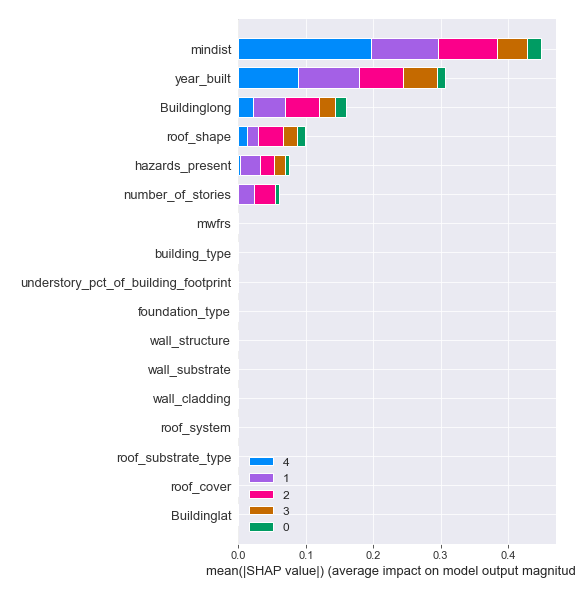 mindist
year_built
Buildinglong
roof_shape
hazards_present
number_of_stories
mwfrs
building_type
understory_pct_of_building_footprint
foundation_type
wall_structure
wall_substrate
wall_cladding
roof_system
roof_substrate_type
roof_cover
Buildinglat
4
1
2
3
0
0.0 0.1 0.2 0.3 0.4
mean(|SHAP value|) (average impact on model output magnitud